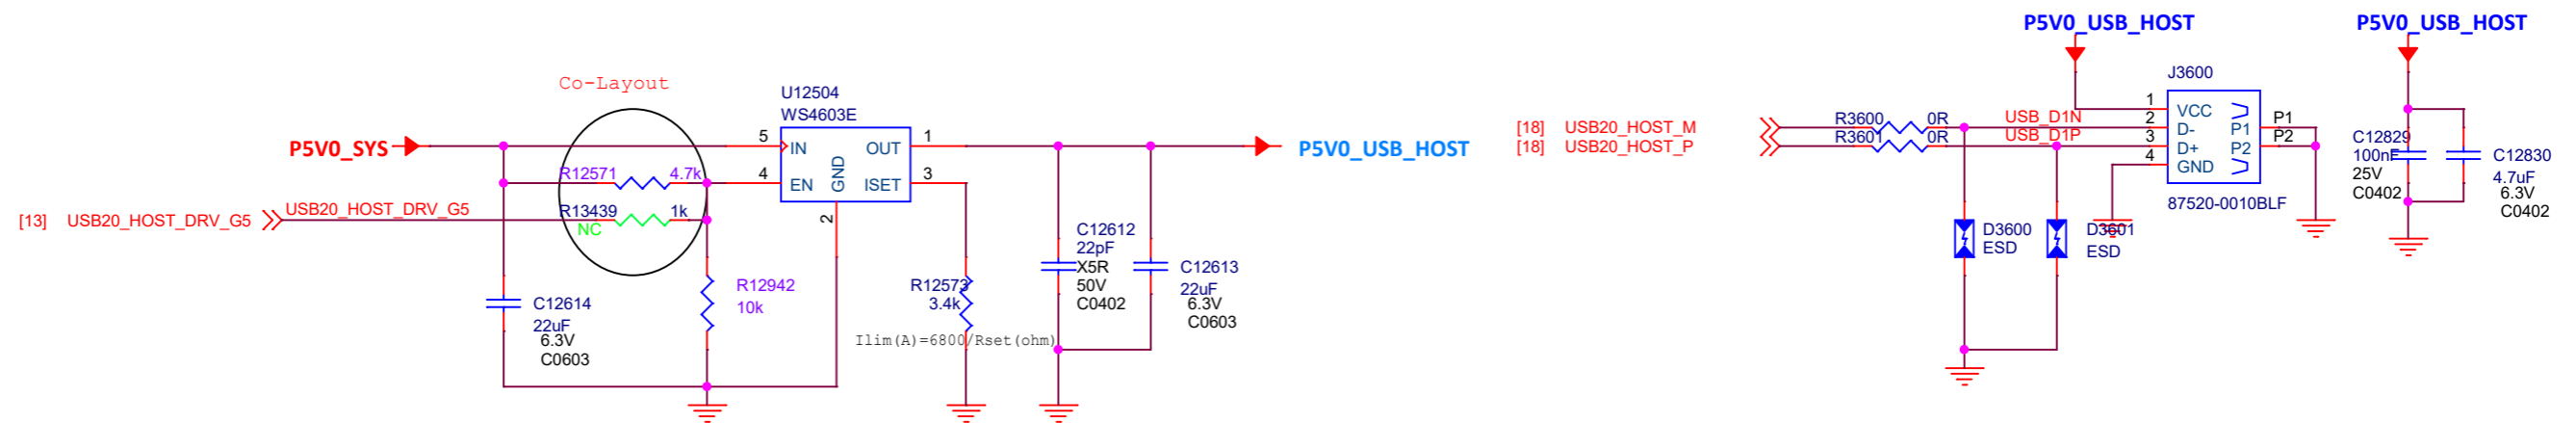 P5V0_USB_HOST
P5V0_USB_HOST
Co-Layout
U12504
WS4603E
P5V0_SYS
5
IN
OUT
1
P5V0_USB_HOST
R12571
4.7k
4
EN
GND
ISET
3
2
[13]
USB20_HOST_DRV_G5
USB20_HOST_DRV_G5
R13439
1k
NC
C12614
22uF
6.3V
C0603
R12942
10k
R12573
3.4k
Ilim(A)=6800/Rset(ohm)
C12612
22pF
X5R
50V
C0402
C12613
22uF
6.3V
C0603
[18]
USB20_HOST_M
[18]
USB20_HOST_P
R3600
0R
R3601
0R
USB_D1N
USB_D1P
J3600
1
VCC
2
D-
P1
P1
3
D+
P2
P2
4
GND
87520-0010BLF
D3600
ESD
D3601
ESD
C12829
100nF
25V
C0402
C12830
4.7uF
6.3V
C0402